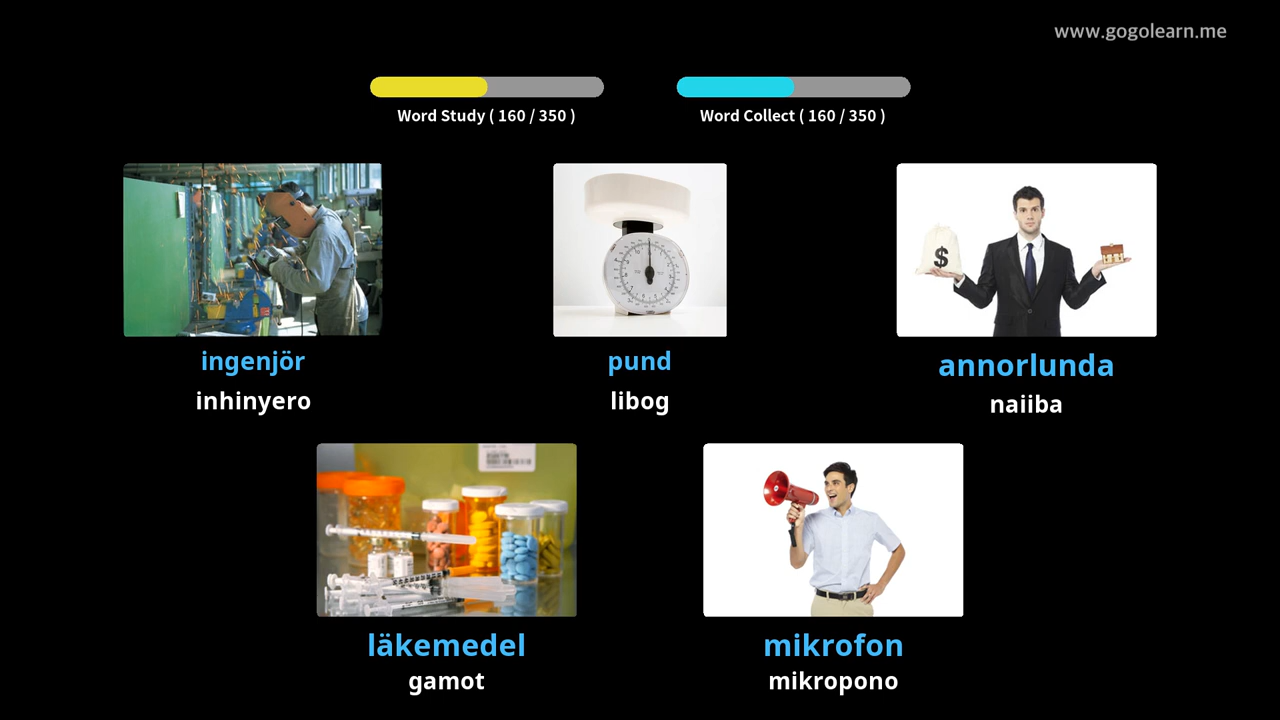 www.gogolearn.me
Word Study ( 160 / 350 )
Word Collect ( 160 / 350 )
ingenjör
inhinyero
pund
libog
annorlunda
naiiba
$
läkemedel
gamot
mikrofon
mikropono